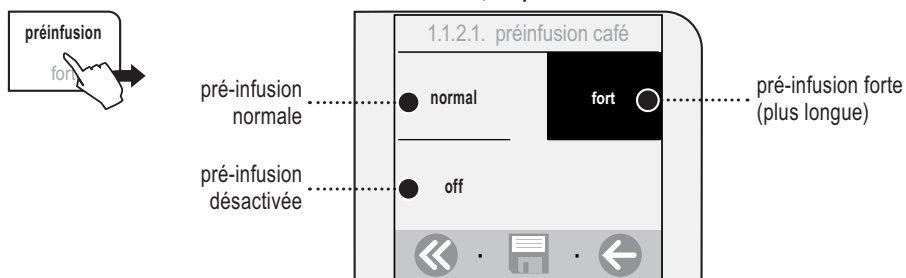 préinfusion
fort
1.1.2.1. préinfusion café
pré-infusion
normale
normal
fort
pré-infusion forte
(plus longue)
pré-infusion
désactivée
off